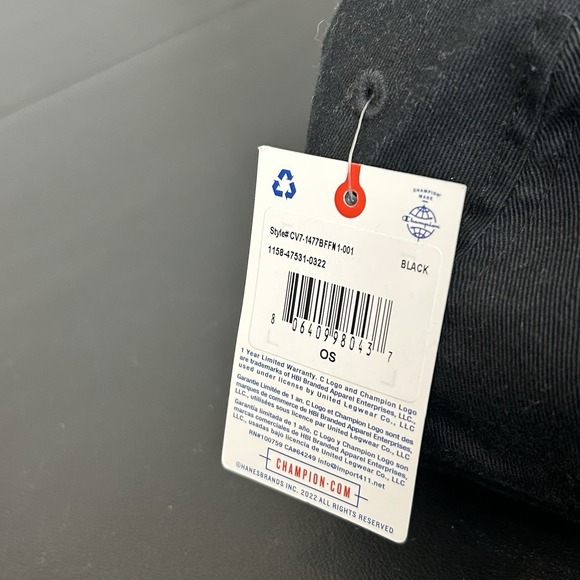 CHAMPION
MADE
Champion
Style# CV7-1477BFFM1-001
1158-47531-0322
BLACK
8 0640998043 7
OS
1 Year Limited Warranty. C Logo and Champion Logo
are trademarks of HBI Branded Apparel Enterprises, LLC.,
used under license by United Legwear Co., LLC
Garantie Limitée de 1 an. C Logo et Champion Logo sont des
marques de commerce de HBI Branded Apparel Enterprises,
LLC., utilisées sous licence par United Legwear Co., LLC
Garantía limitada de 1 año. C Logo y Champion Logo son
marcas comerciales de HBI Branded Apparel Enterprises,
LLC., usadas bajo licencia de United Legwear Co., LLC
RN#100759 CA#64249 info@import411.net
CHAMPION.COM
©HANESBRANDS INC. 2022 ALL RIGHTS RESERVED